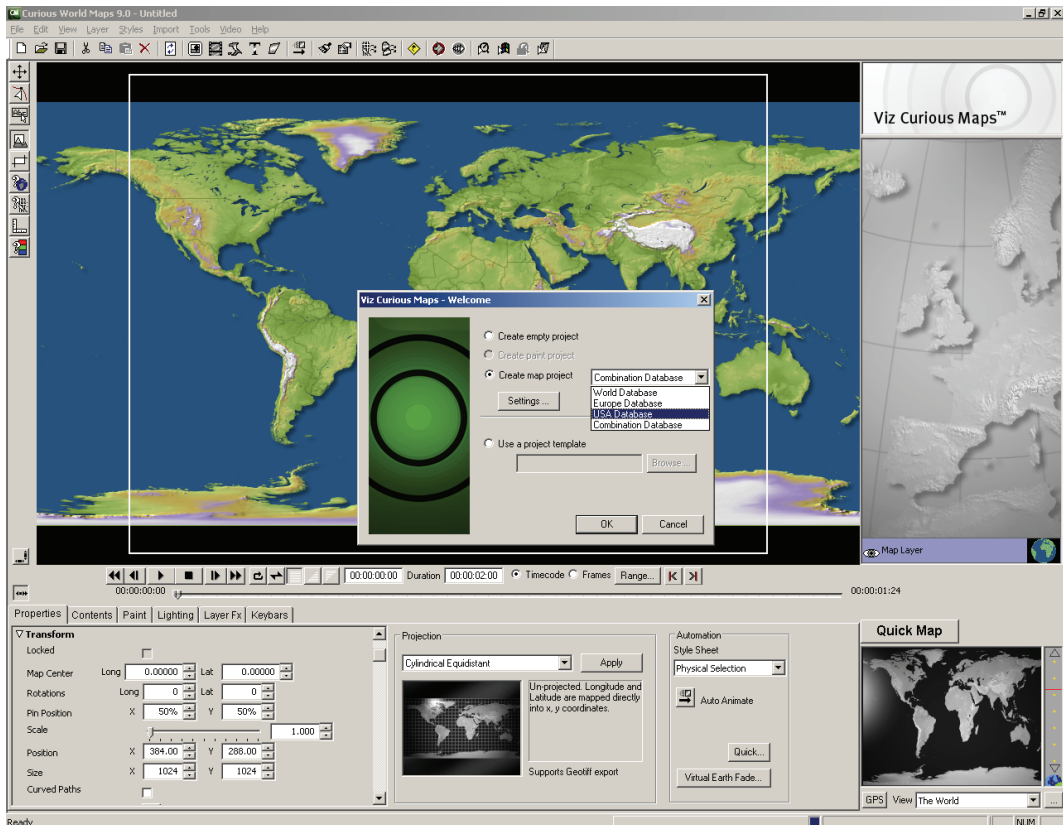 Curious World Maps 9.0 - Untitled
File Edit View Layer Styles Import Tools Video Help
Viz Curious Maps™
Viz Curious Maps - Welcome
Create empty project
Create paint project
Create map project
Combination Database
World Database
Europe Database
USA Database
Combination Database
Settings ...
Use a project template
Browse ...
OK
Cancel
Map Layer
00:00:00:00 Duration 00:00:02:00 Timecode Frames Range...
00:00:00:00
00:00:01:24
Properties Contents Paint Lighting Layer Fx Keybars
Transform
Locked
Map Center Long 0.00000 Lat 0.00000
Rotations Long 0 Lat 0
Pin Position X 50% Y 50%
Scale 1.000
Position X 384.00 Y 288.00
Size X 1024 Y 1024
Curved Paths
Projection
Cylindrical Equidistant
Apply
Un-projected. Longitude and
Latitude are mapped directly
into x, y coordinates.
Supports Geotiff export
Automation
Style Sheet
Physical Selection
Auto Animate
Quick...
Virtual Earth Fade...
Quick Map
GPS View The World ...
Ready
NUM